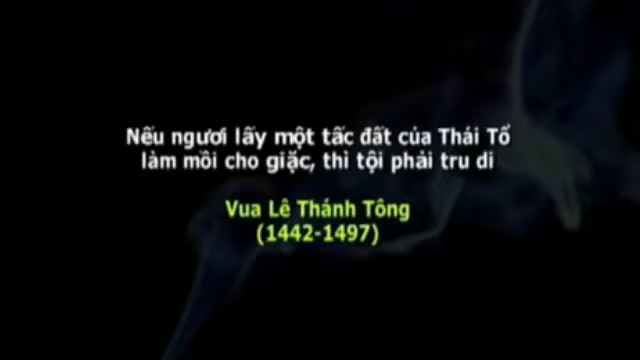 Nếu ngươi lấy một tấc đất của Thái Tổ
làm mồi cho giặc, thì tội phải tru di
Vua Lê Thánh Tông
(1442-1497)